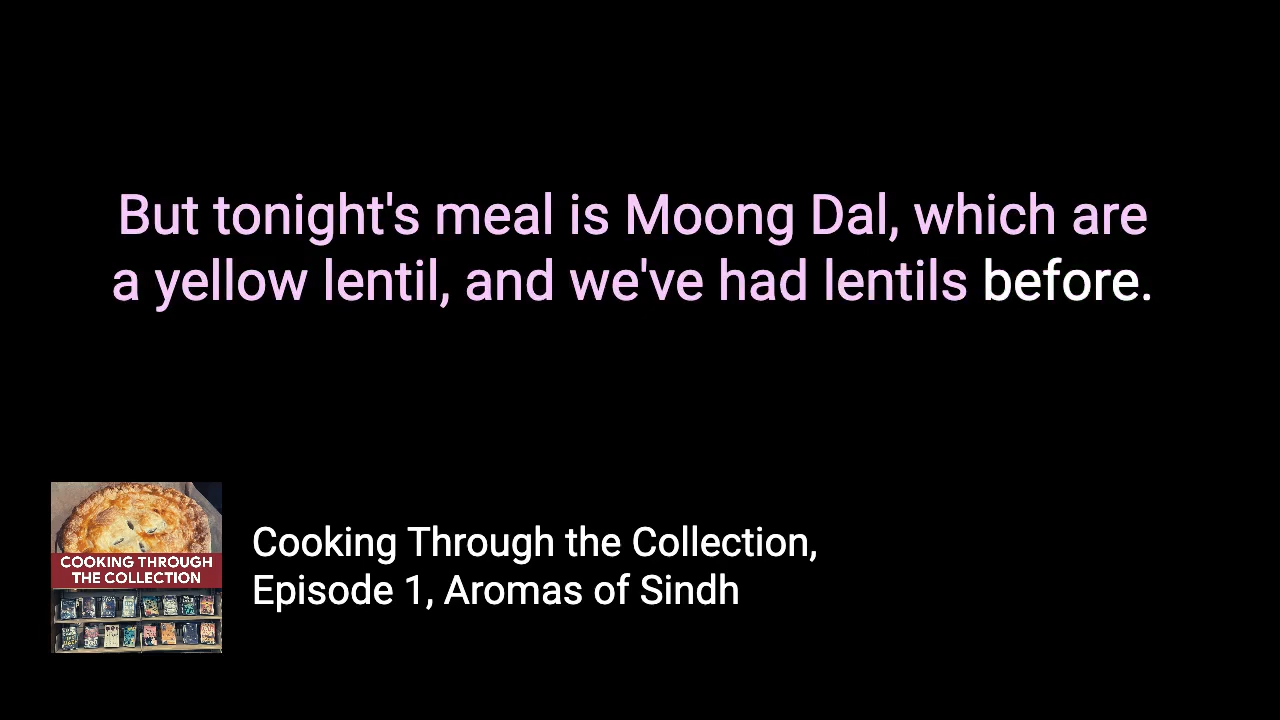 But tonight's meal is Moong Dal, which are
a yellow lentil, and we've had lentils before.
COOKING THROUGH
THE COLLECTION
Cooking Through the Collection,
Episode 1, Aromas of Sindh